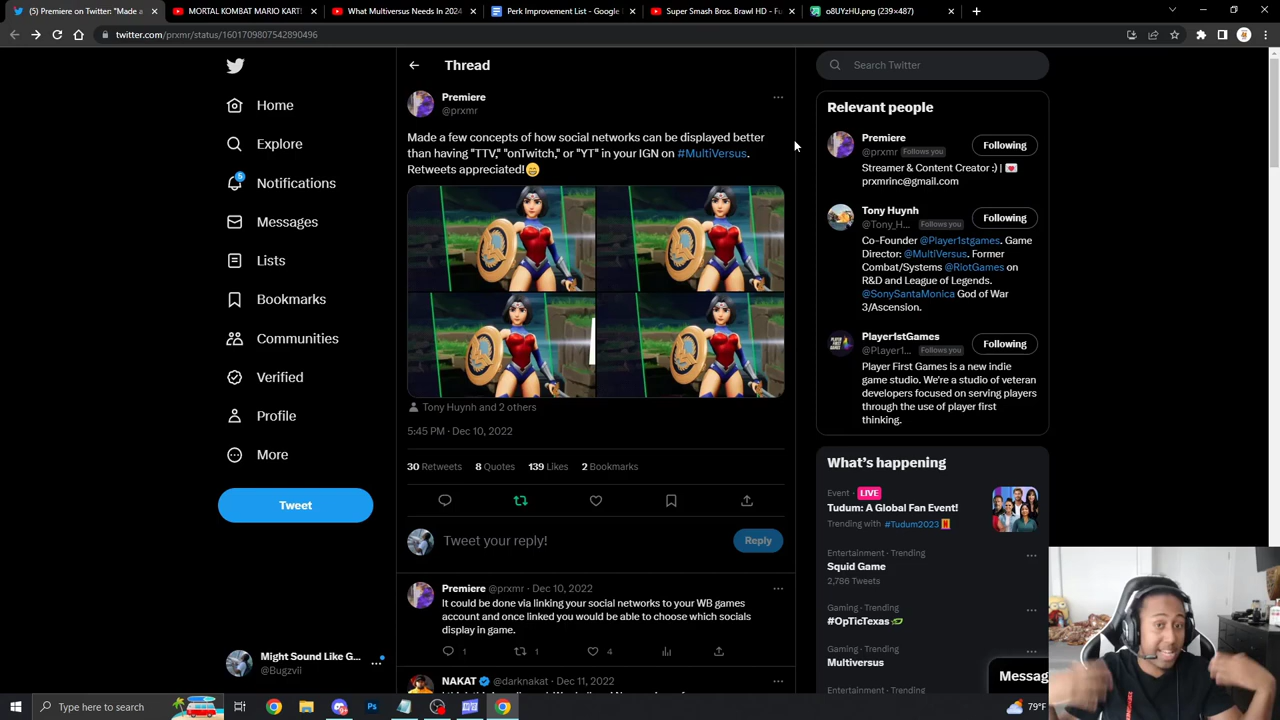 (5) Premiere on Twitter: "Made a
MORTAL KOMBAT MARIO KART!
What Multiversus Needs In 2024
Perk Improvement List - Google
Super Smash Bros. Brawl HD - Fu
o8UYzHU.png (239×487)
twitter.com/prxmr/status/1601709807542890496
Home
Explore
5
Notifications
Messages
Lists
Bookmarks
Communities
Verified
Profile
More
Tweet
Might Sound Like G...
@Bugzvii
Thread
Premiere
@prxmr
Made a few concepts of how social networks can be displayed better
than having "TTV," "onTwitch," or "YT" in your IGN on #MultiVersus.
Retweets appreciated!😄
Tony Huynh and 2 others
5:45 PM · Dec 10, 2022
30 Retweets 8 Quotes 139 Likes 2 Bookmarks
Tweet your reply!
Reply
Premiere @prxmr · Dec 10, 2022
It could be done via linking your social networks to your WB games
account and once linked you would be able to choose which socials
display in game.
1 1 4
NAKAT @darknakat · Dec 11, 2022
Search Twitter
Relevant people
Premiere
@prxmr Follows you
Following
Streamer & Content Creator :) | 💌
prxmrinc@gmail.com
Tony Huynh
@Tony_H... Follows you
Following
Co-Founder @Player1stgames. Game
Director: @MultiVersus. Former
Combat/Systems @RiotGames on
R&D and League of Legends.
@SonySantaMonica God of War
3/Ascension.
Player1stGames
@Player1... Follows you
Following
Player First Games is a new indie
game studio. We're a studio of veteran
developers focused on serving players
through the use of player first
thinking.
What's happening
Event · LIVE
Tudum: A Global Fan Event!
Trending with #Tudum2023
Entertainment · Trending
Squid Game
2,786 Tweets
Gaming · Trending
#OpTicTexas
Gaming · Trending
Multiversus
Entertainment · Trending
Messag
Type here to search
79°F